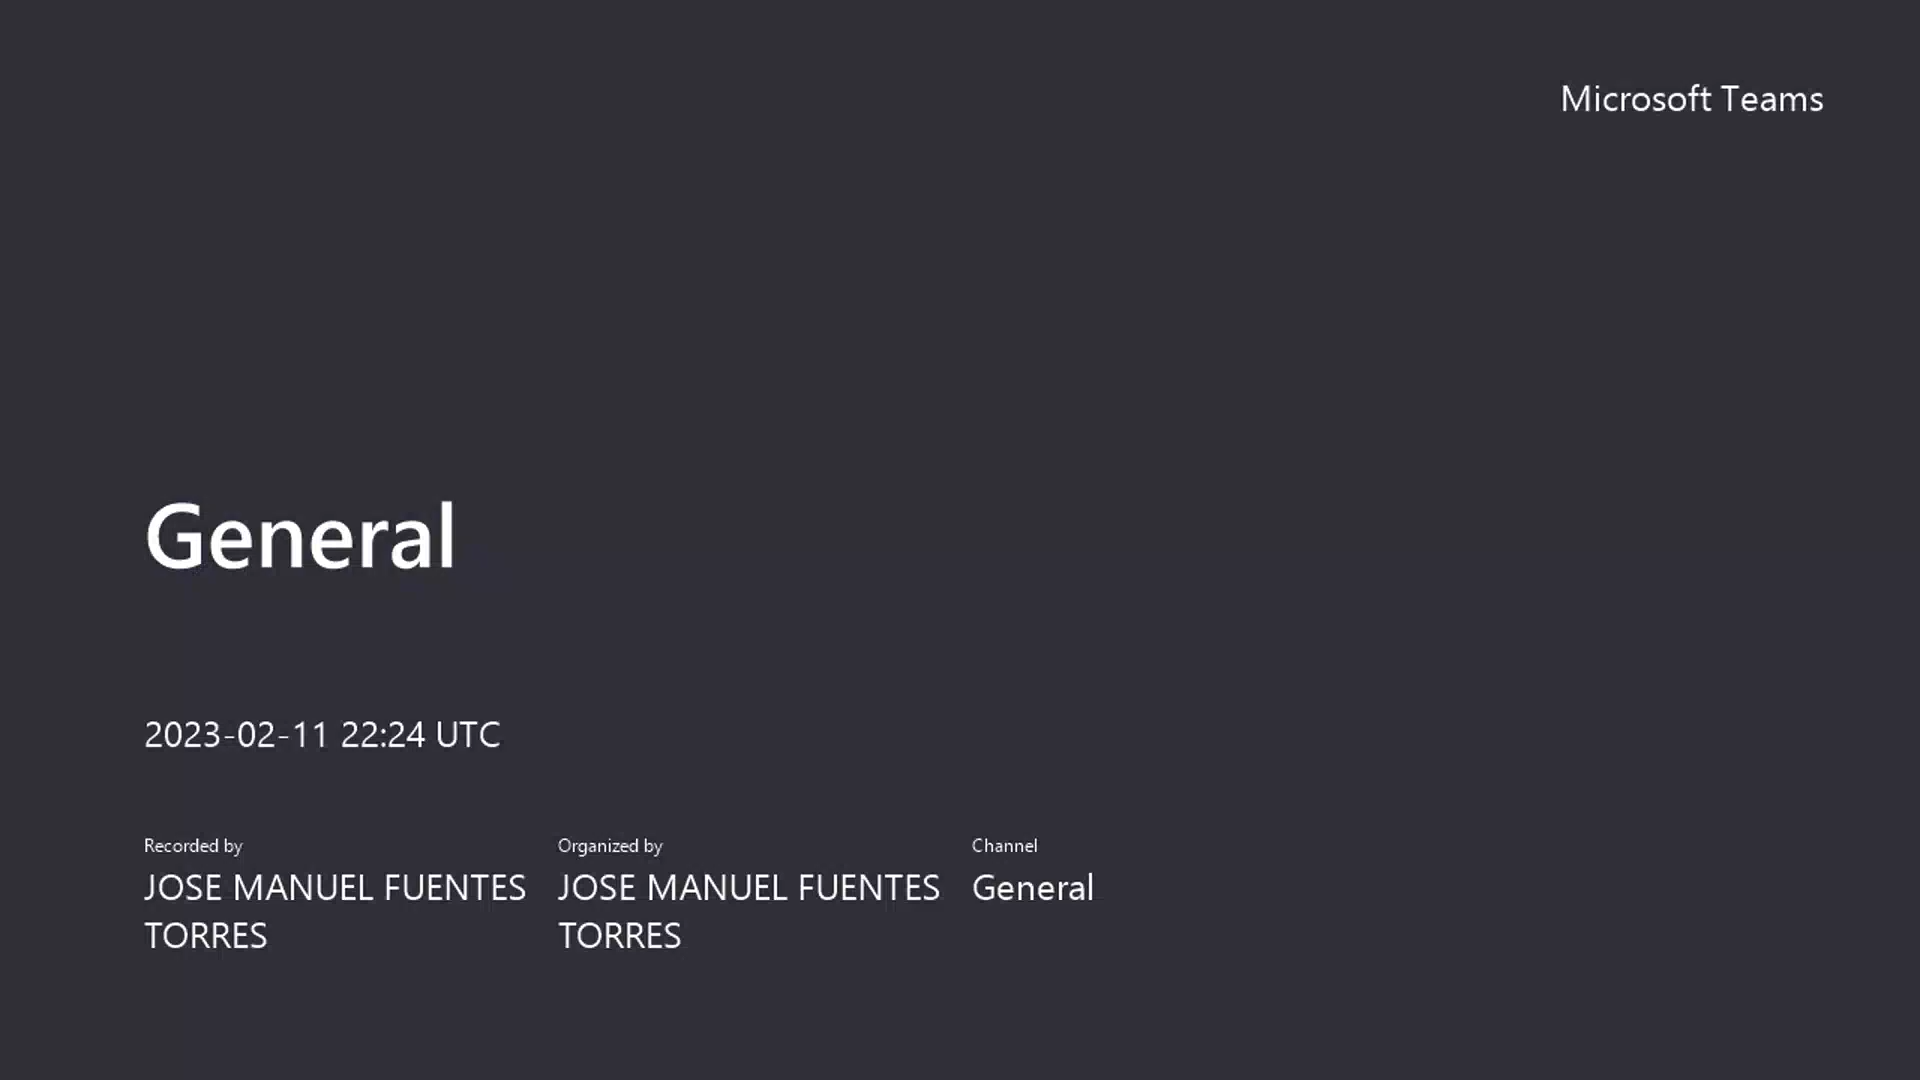 Microsoft Teams
General
2023-02-11 22:24 UTC
Recorded by
JOSE MANUEL FUENTES
TORRES
Organized by
JOSE MANUEL FUENTES
TORRES
Channel
General